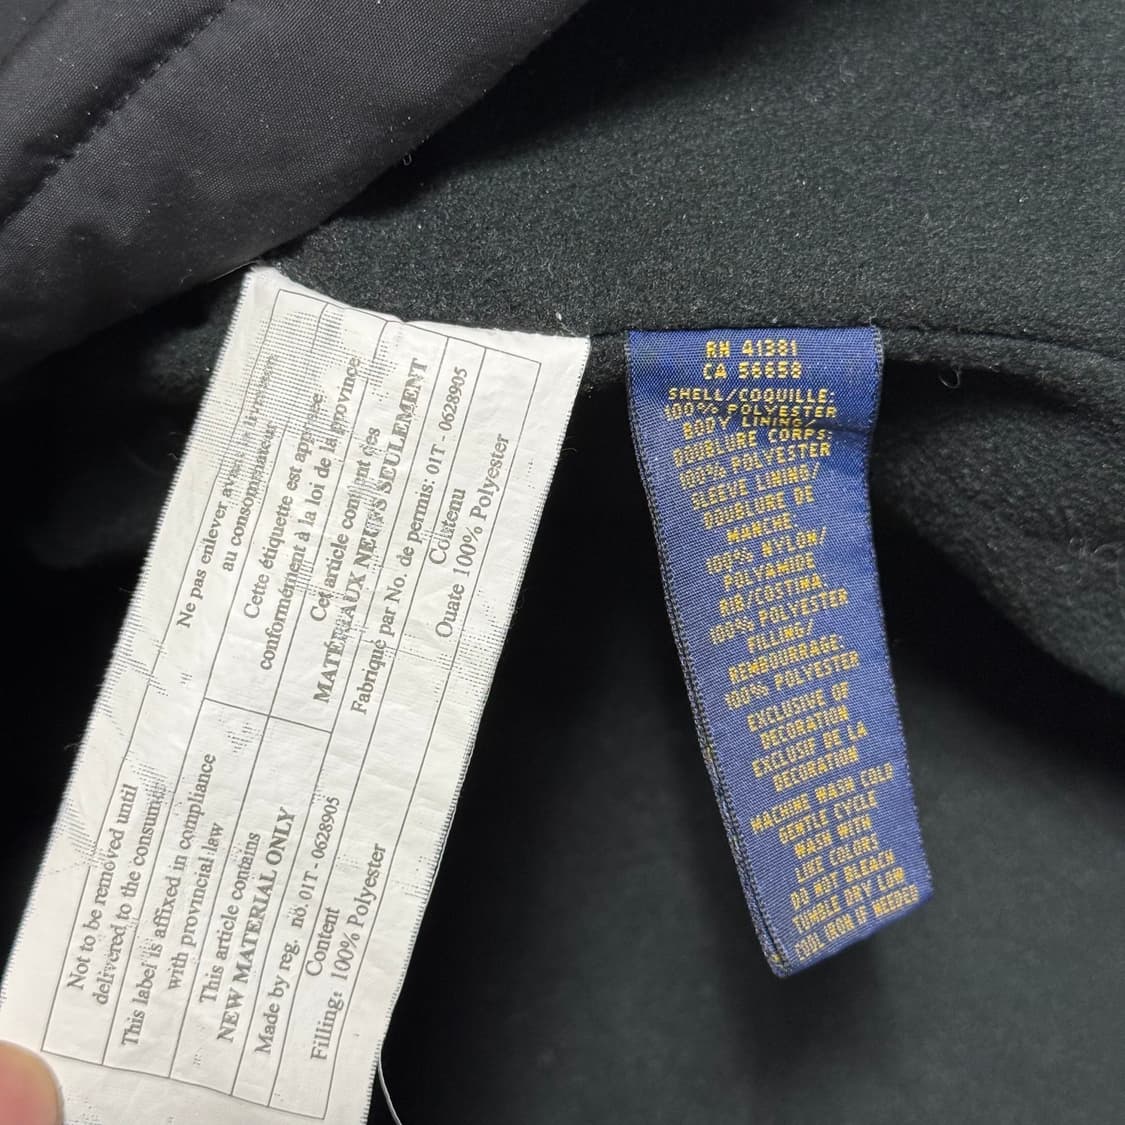 Ne pas enlever avant livraison
au consommateur
Cette étiquette est apposée
conformément à la loi de la province
Cet article contient des
MATÉRIAUX NEUFS SEULEMENT
Fabriqué par No. de permis: 01T - 0628905
Contenu
Ouate 100% Polyester
Not to be removed until
delivered to the consumer
This label is affixed in compliance
with provincial law
This article contains
NEW MATERIAL ONLY
Made by reg. no 01T - 0628905
Content
Filling: 100% Polyester
RN 41381
CA 56658
SHELL/COQUILLE:
100% POLYESTER
BODY LINING/
DOUBLURE CORPS:
100% POLYESTER
SLEEVE LINING/
DOUBLURE DE
MANCHE:
100% NYLON/
POLYAMIDE
RIB/COSTINA:
100% POLYESTER
FILLING/
REMBOURRAGE:
100% POLYESTER
EXCLUSIVE OF
DECORATION
EXCLUSIF DE LA
DECORATION
MACHINE WASH COLD
GENTLE CYCLE
WASH WITH
LIKE COLORS
DO NOT BLEACH
TUMBLE DRY LOW
COOL IRON IF NEEDED